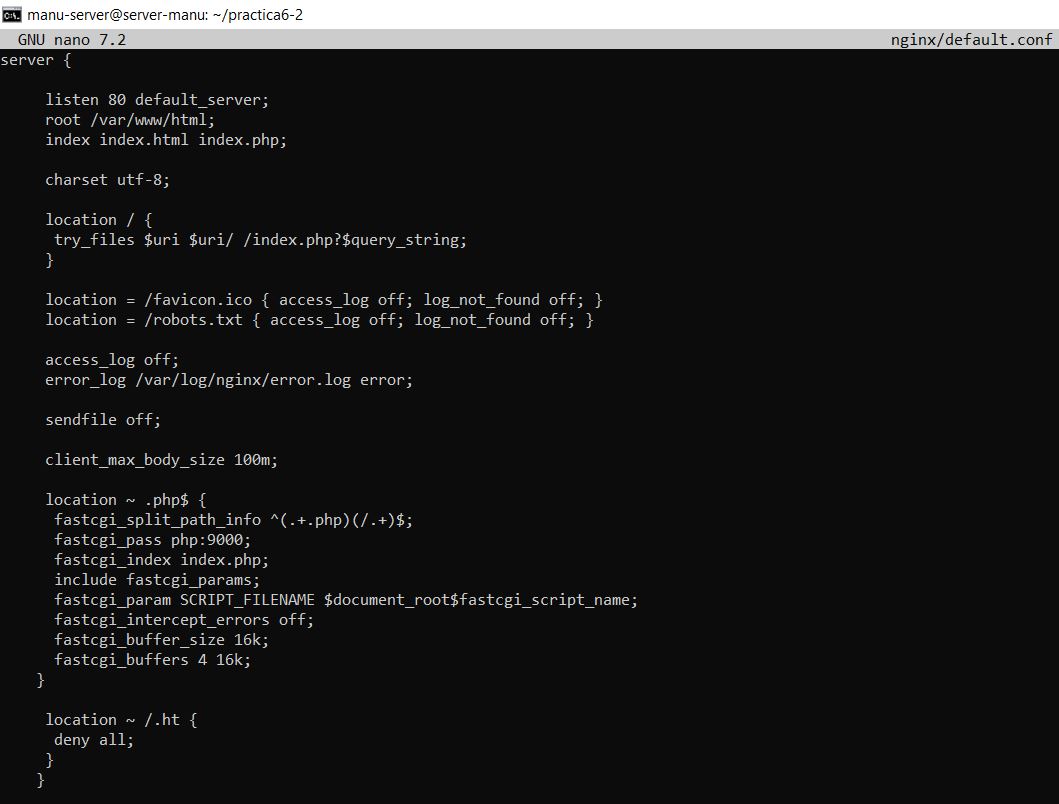 manu-server@server-manu: ~/practica6-2
GNU nano 7.2 nginx/default.conf
server {
listen 80 default_server;
root /var/www/html;
index index.html index.php;
charset utf-8;
location / {
try_files $uri $uri/ /index.php?$query_string;
}
location = /favicon.ico { access_log off; log_not_found off; }
location = /robots.txt { access_log off; log_not_found off; }
access_log off;
error_log /var/log/nginx/error.log error;
sendfile off;
client_max_body_size 100m;
location ~ .php$ {
fastcgi_split_path_info ^(.+.php)(/.+)$;
fastcgi_pass php:9000;
fastcgi_index index.php;
include fastcgi_params;
fastcgi_param SCRIPT_FILENAME $document_root$fastcgi_script_name;
fastcgi_intercept_errors off;
fastcgi_buffer_size 16k;
fastcgi_buffers 4 16k;
}
location ~ /.ht {
deny all;
}
}